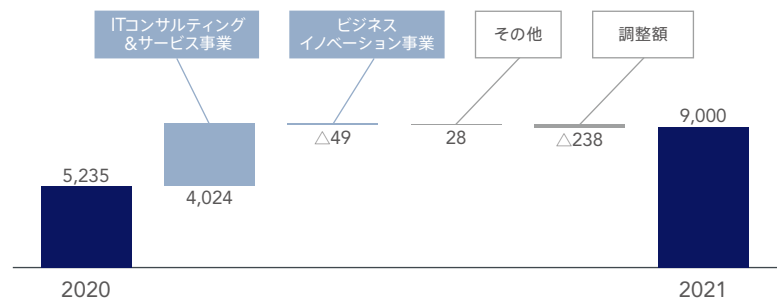 ITコンサルティング
&サービス事業
ビジネス
イノベーション事業
その他
調整額
5,235
4,024
△49
28
△238
9,000
2020
2021